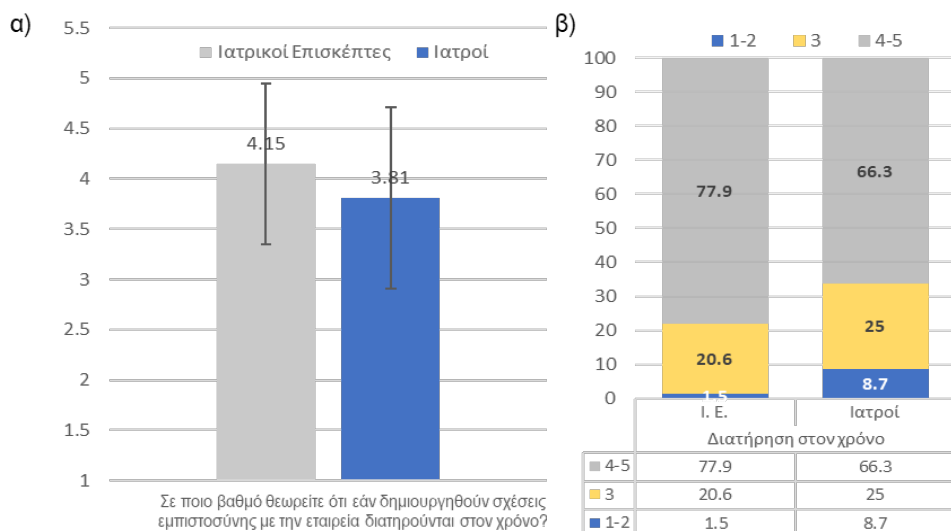 α)
5.5
Ιατρικοί Επισκέπτες Ιατροί
5
4.5
4.15
4
3.81
3.5
3
2.5
2
1.5
1
Σε ποιο βαθμό θεωρείτε ότι εάν δημιουργηθούν σχέσεις
εμπιστοσύνης με την εταιρεία διατηρούνται στον χρόνο?
β)
1-2 3 4-5
100
90
80
70
60
50
40
30
20
10
0
77.9 66.3
20.6 25
1.5 8.7
Ι. Ε. Ιατροί
Διατήρηση στον χρόνο
4-5 77.9 66.3
3 20.6 25
1-2 1.5 8.7